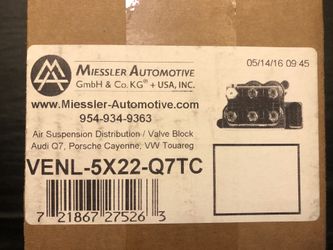 MIESSLER AUTOMOTIVE
GMBH & CO. KG® + USA, INC.
05/14/16 09:45
www.Miessler-Automotive.com
954-934-9363
Air Suspension Distribution / Valve Block
Audi Q7, Porsche Cayenne, VW Touareg
VENL-5X22-Q7TC
7 21867 27526 3